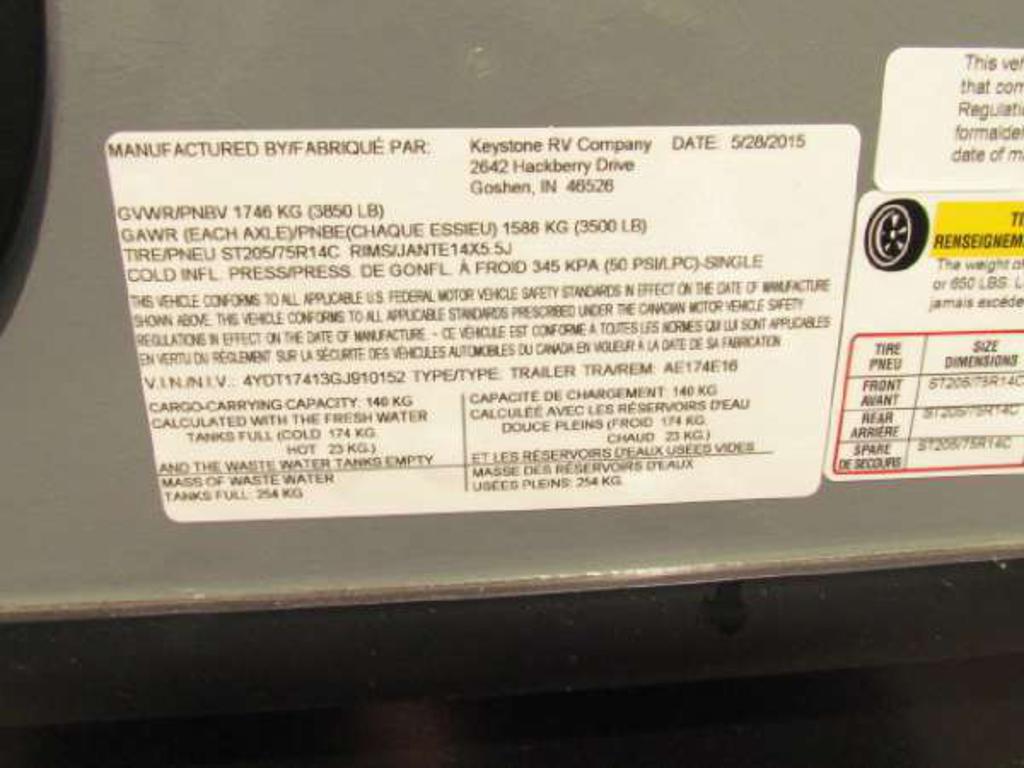 MANUFACTURED BY/FABRIQUÉ PAR: Keystone RV Company DATE: 5/28/2015
2642 Hackberry Drive
Goshen, IN 46526
GVWR/PNBV 1746 KG (3850 LB)
GAWR (EACH AXLE)/PNBE(CHAQUE ESSIEU) 1588 KG (3500 LB)
TIRE/PNEU ST205/75R14C RIMS/JANTE14X5.5J
COLD INFL. PRESS/PRESS. DE GONFL. À FROID 345 KPA (50 PSI/LPC)-SINGLE
THIS VEHICLE CONFORMS TO ALL APPLICABLE U.S. FEDERAL MOTOR VEHICLE SAFETY STANDARDS IN EFFECT ON THE DATE OF MANUFACTURE
SHOWN ABOVE. THIS VEHICLE CONFORMS TO ALL APPLICABLE STANDARDS PRESCRIBED UNDER THE CANADIAN MOTOR VEHICLE SAFETY
REGULATIONS IN EFFECT ON THE DATE OF MANUFACTURE. - CE VÉHICULE EST CONFORME À TOUTES LES NORMES QUI LUI SONT APPLICABLES
EN VERTU DU RÈGLEMENT SUR LA SÉCURITÉ DES VÉHICULES AUTOMOBILES DU CANADA EN VIGUEUR À LA DATE DE SA FABRICATION
V.I.N./N.I.V.: 4YDT17413GJ910152 TYPE/TYPE: TRAILER TRA/REM: AE174E16
CARGO-CARRYING CAPACITY: 140 KG
CALCULATED WITH THE FRESH WATER
TANKS FULL (COLD 174 KG
HOT 23 KG.)
AND THE WASTE WATER TANKS EMPTY
MASS OF WASTE WATER
TANKS FULL: 254 KG
CAPACITÉ DE CHARGEMENT: 140 KG
CALCULÉE AVEC LES RÉSERVOIRS D'EAU
DOUCE PLEINS (FROID 174 KG
CHAUD 23 KG.)
ET LES RÉSERVOIRS D'EAUX USÉES VIDES
MASSE DES RÉSERVOIRS D'EAUX
USÉES PLEINS: 254 KG
This veh
that com
Regulati
formalde
date of m
TI
RENSEIGNEM
The weight of
or 650 LBS. L
jamais excéde
TIRE PNEU SIZE DIMENSIONS
FRONT AVANT ST205/75R14C
REAR ARRIÈRE ST205/75R14C
SPARE DE SECOURS ST205/75R14C